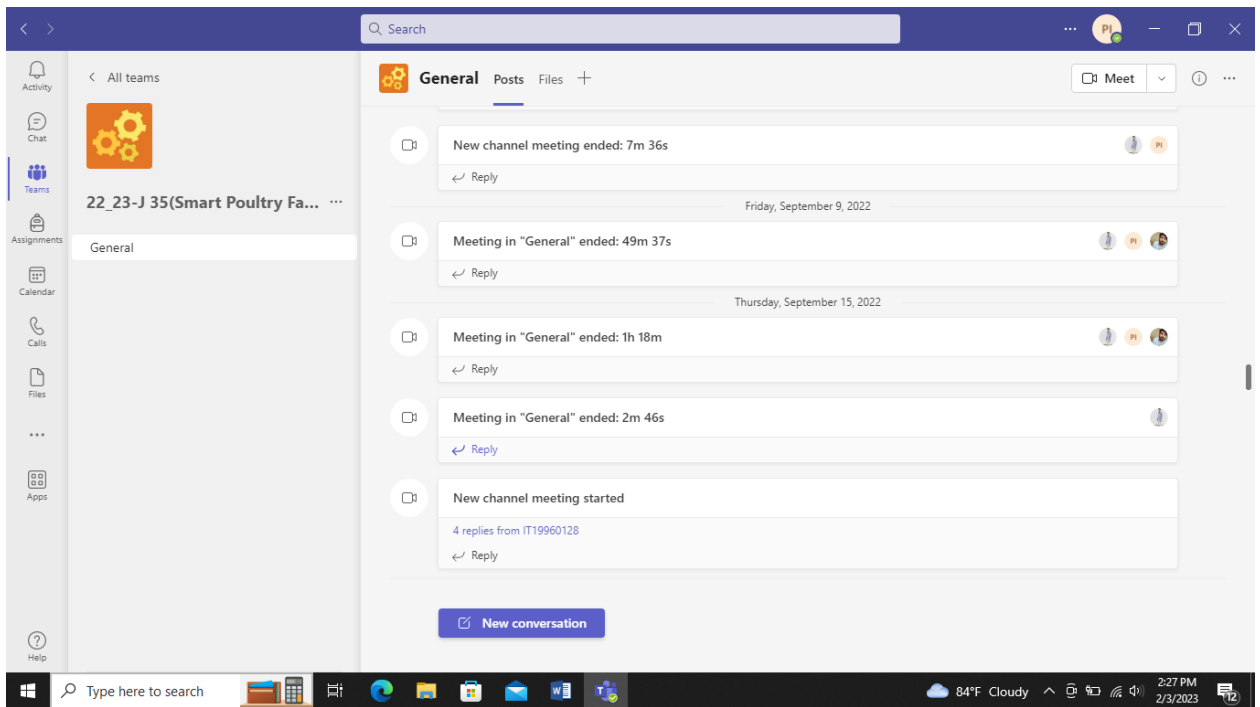 Search
PI
Activity
Chat
Teams
Assignments
Calendar
Calls
Files
Apps
Help
All teams
22_23-J 35(Smart Poultry Fa...
General
General Posts Files
Meet
New channel meeting ended: 7m 36s
PI
Reply
Friday, September 9, 2022
Meeting in "General" ended: 49m 37s
PI
Reply
Thursday, September 15, 2022
Meeting in "General" ended: 1h 18m
PI
Reply
Meeting in "General" ended: 2m 46s
Reply
New channel meeting started
4 replies from IT19960128
Reply
New conversation
Type here to search
84°F Cloudy
2:27 PM
2/3/2023
12